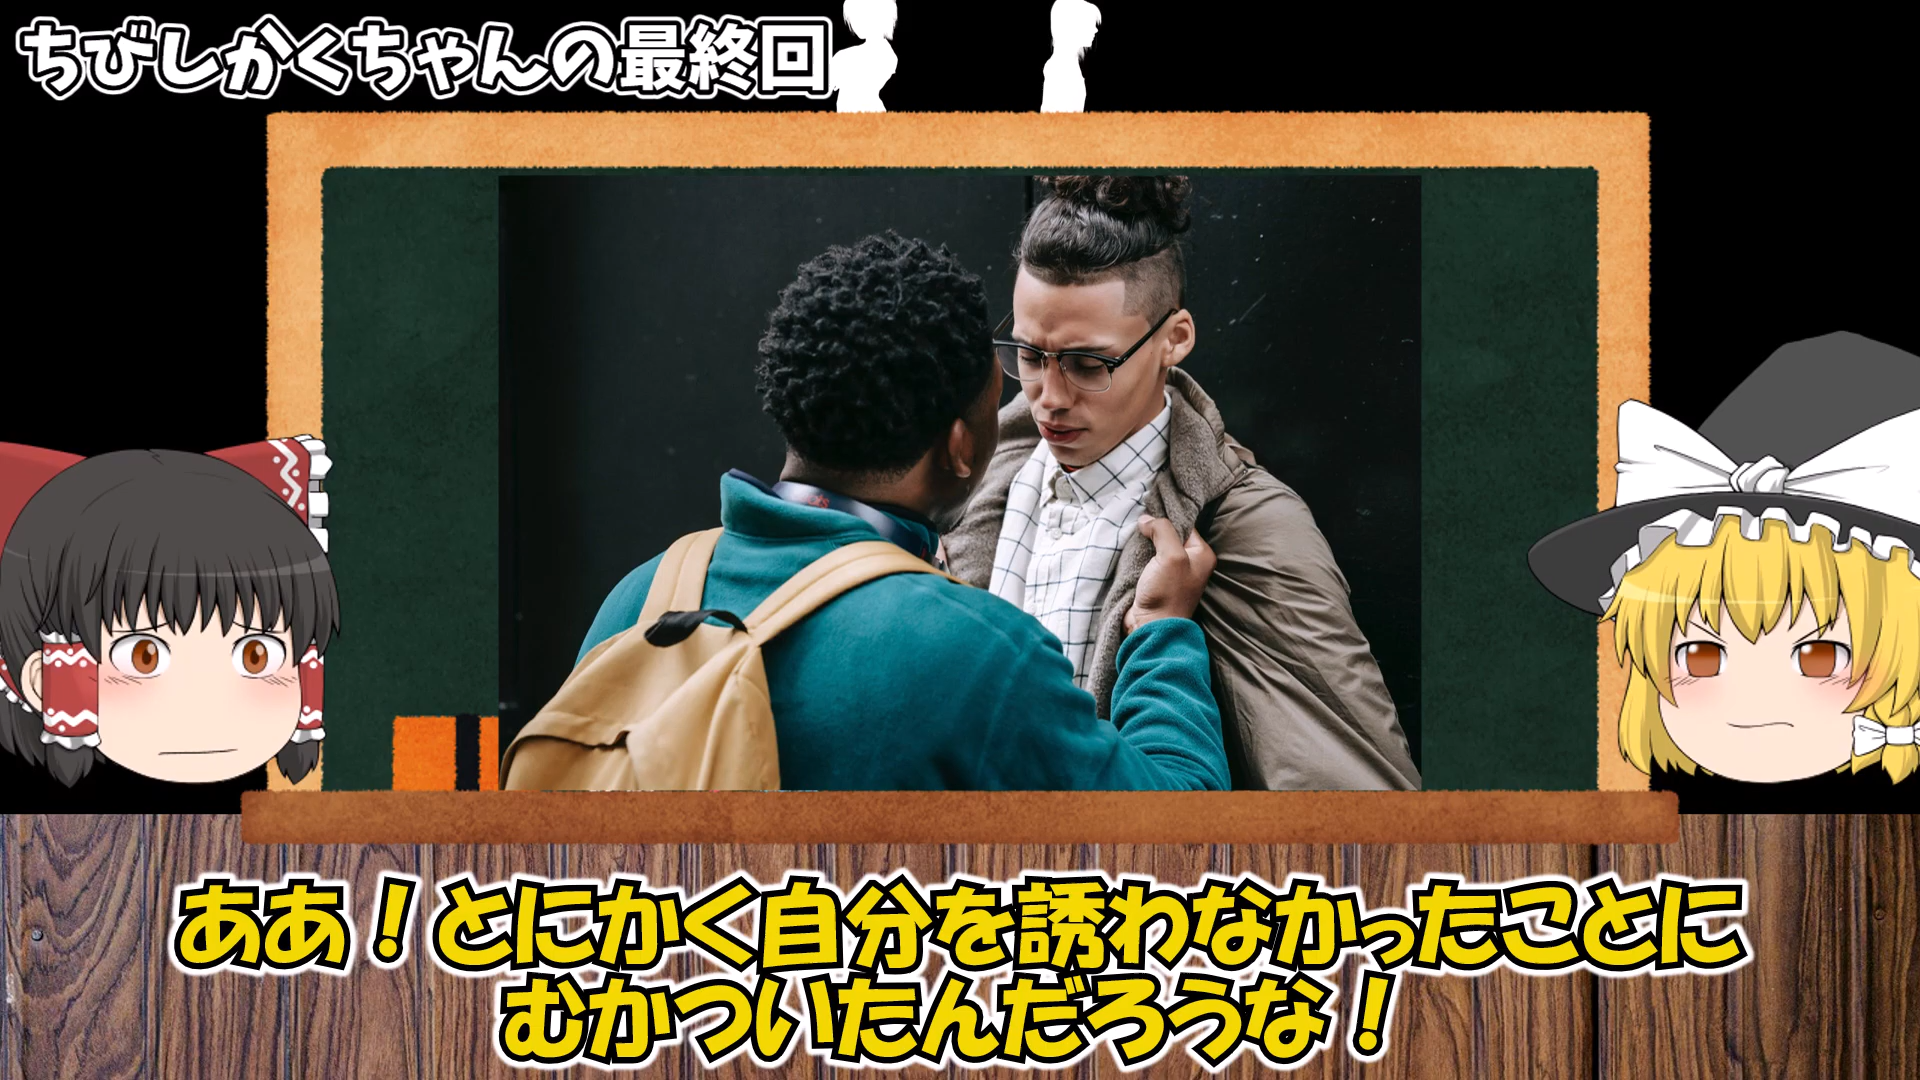 ちびしかくちゃんの最終回
ああ！とにかく自分を誘わなかったことに
むかついたんだろうな！